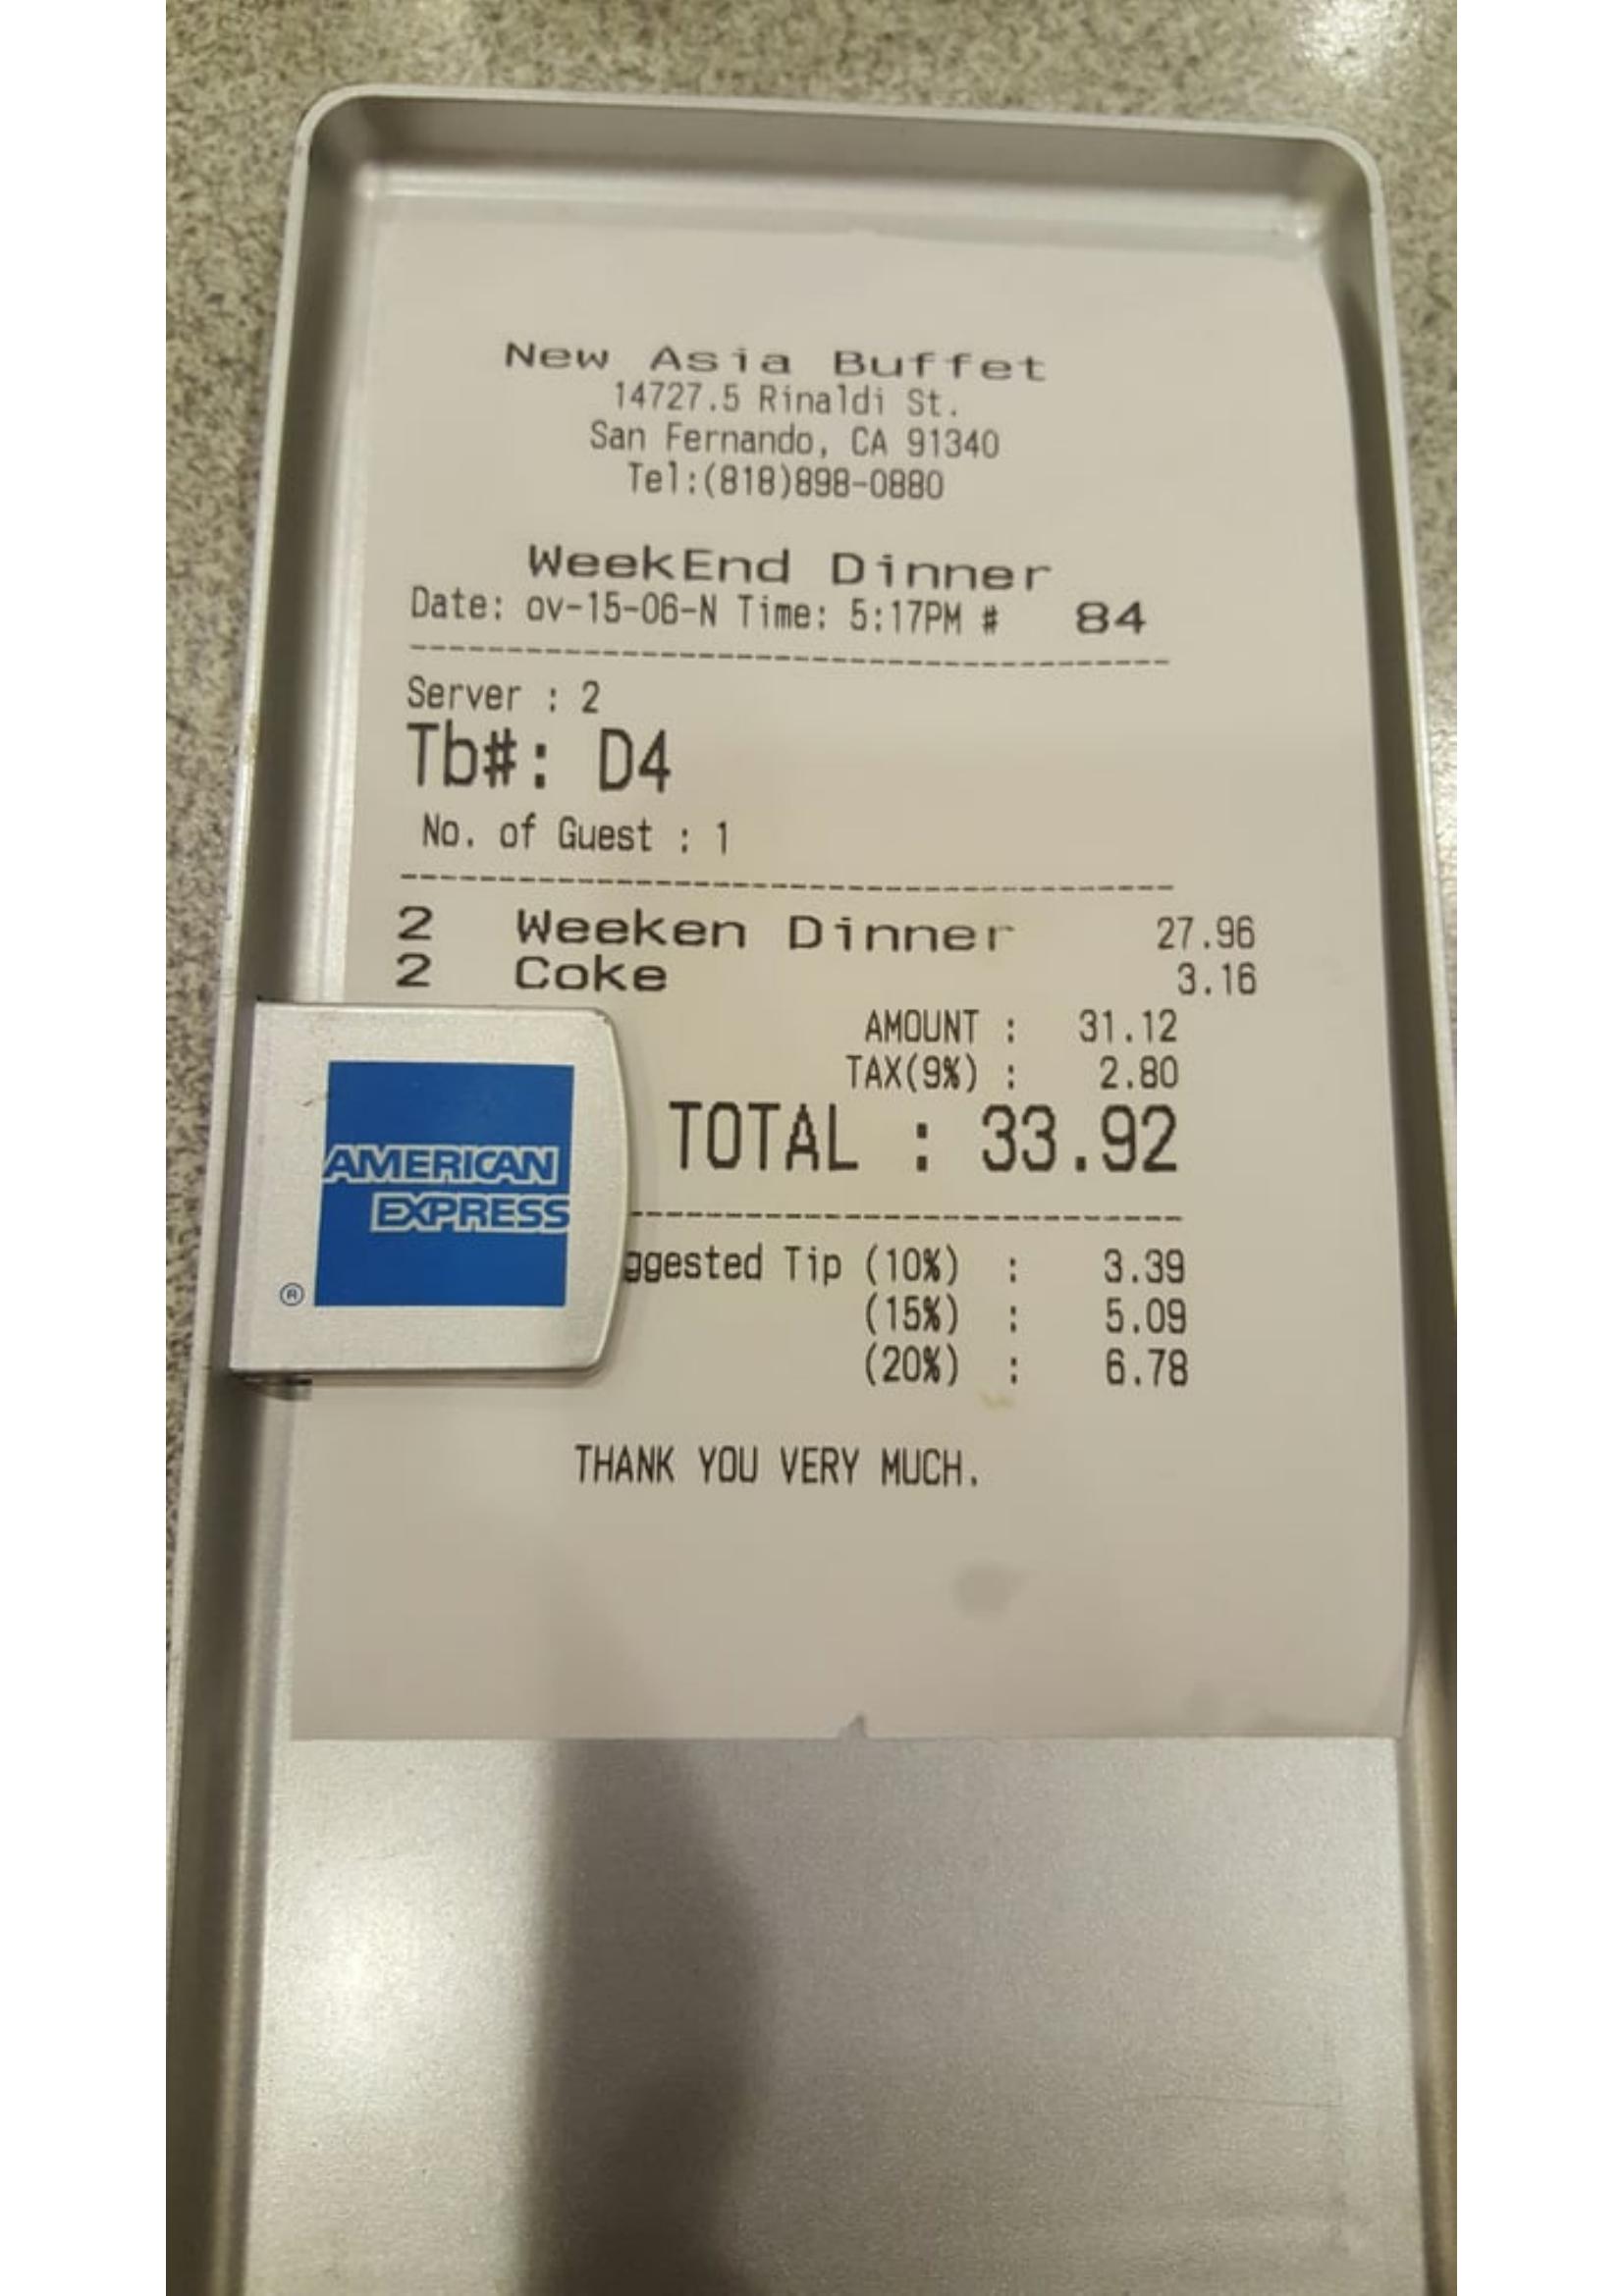 New Asia Buffet
14727.5 Rinaldi St.
San Fernando, CA 91340
Tel:(818)898-0880
WeekEnd Dinner
Date: ov-15-06-N Time: 5:17PM # 84
Server : 2
Tb#: D4
No. of Guest : 1
2 Weeken Dinner 27.96
2 Coke 3.16
AMOUNT : 31.12
TAX(9%) : 2.80
TOTAL : 33.92
AMERICAN
EXPRESS
®
ggested Tip (10%) : 3.39
(15%) : 5.09
(20%) : 6.78
THANK YOU VERY MUCH.